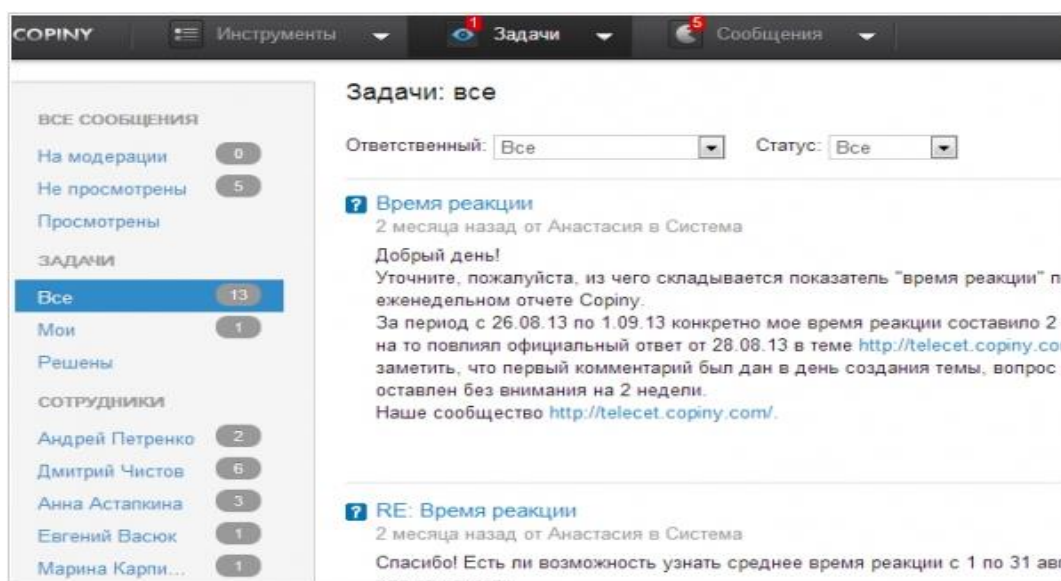 COPINY
Инструменты
1
Задачи
5
Сообщения
ВСЕ СООБЩЕНИЯ
На модерации 0
Не просмотрены 5
Просмотрены
ЗАДАЧИ
Все 13
Мои 1
Решены
СОТРУДНИКИ
Андрей Петренко 2
Дмитрий Чистов 6
Анна Астапкина 3
Евгений Васюк 1
Марина Карпи... 1
Задачи: все
Ответственный: Все Статус: Все
? Время реакции
2 месяца назад от Анастасия в Система
Добрый день!
Уточните, пожалуйста, из чего складывается показатель "время реакции" п
еженедельном отчете Copiny.
За период с 26.08.13 по 1.09.13 конкретно мое время реакции составило 2
на то повлиял официальный ответ от 28.08.13 в теме http://telecet.copiny.co
заметить, что первый комментарий был дан в день создания темы, вопрос
оставлен без внимания на 2 недели.
Наше сообщество http://telecet.copiny.com/.
? RE: Время реакции
2 месяца назад от Анастасия в Система
Спасибо! Есть ли возможность узнать среднее время реакции с 1 по 31 ав